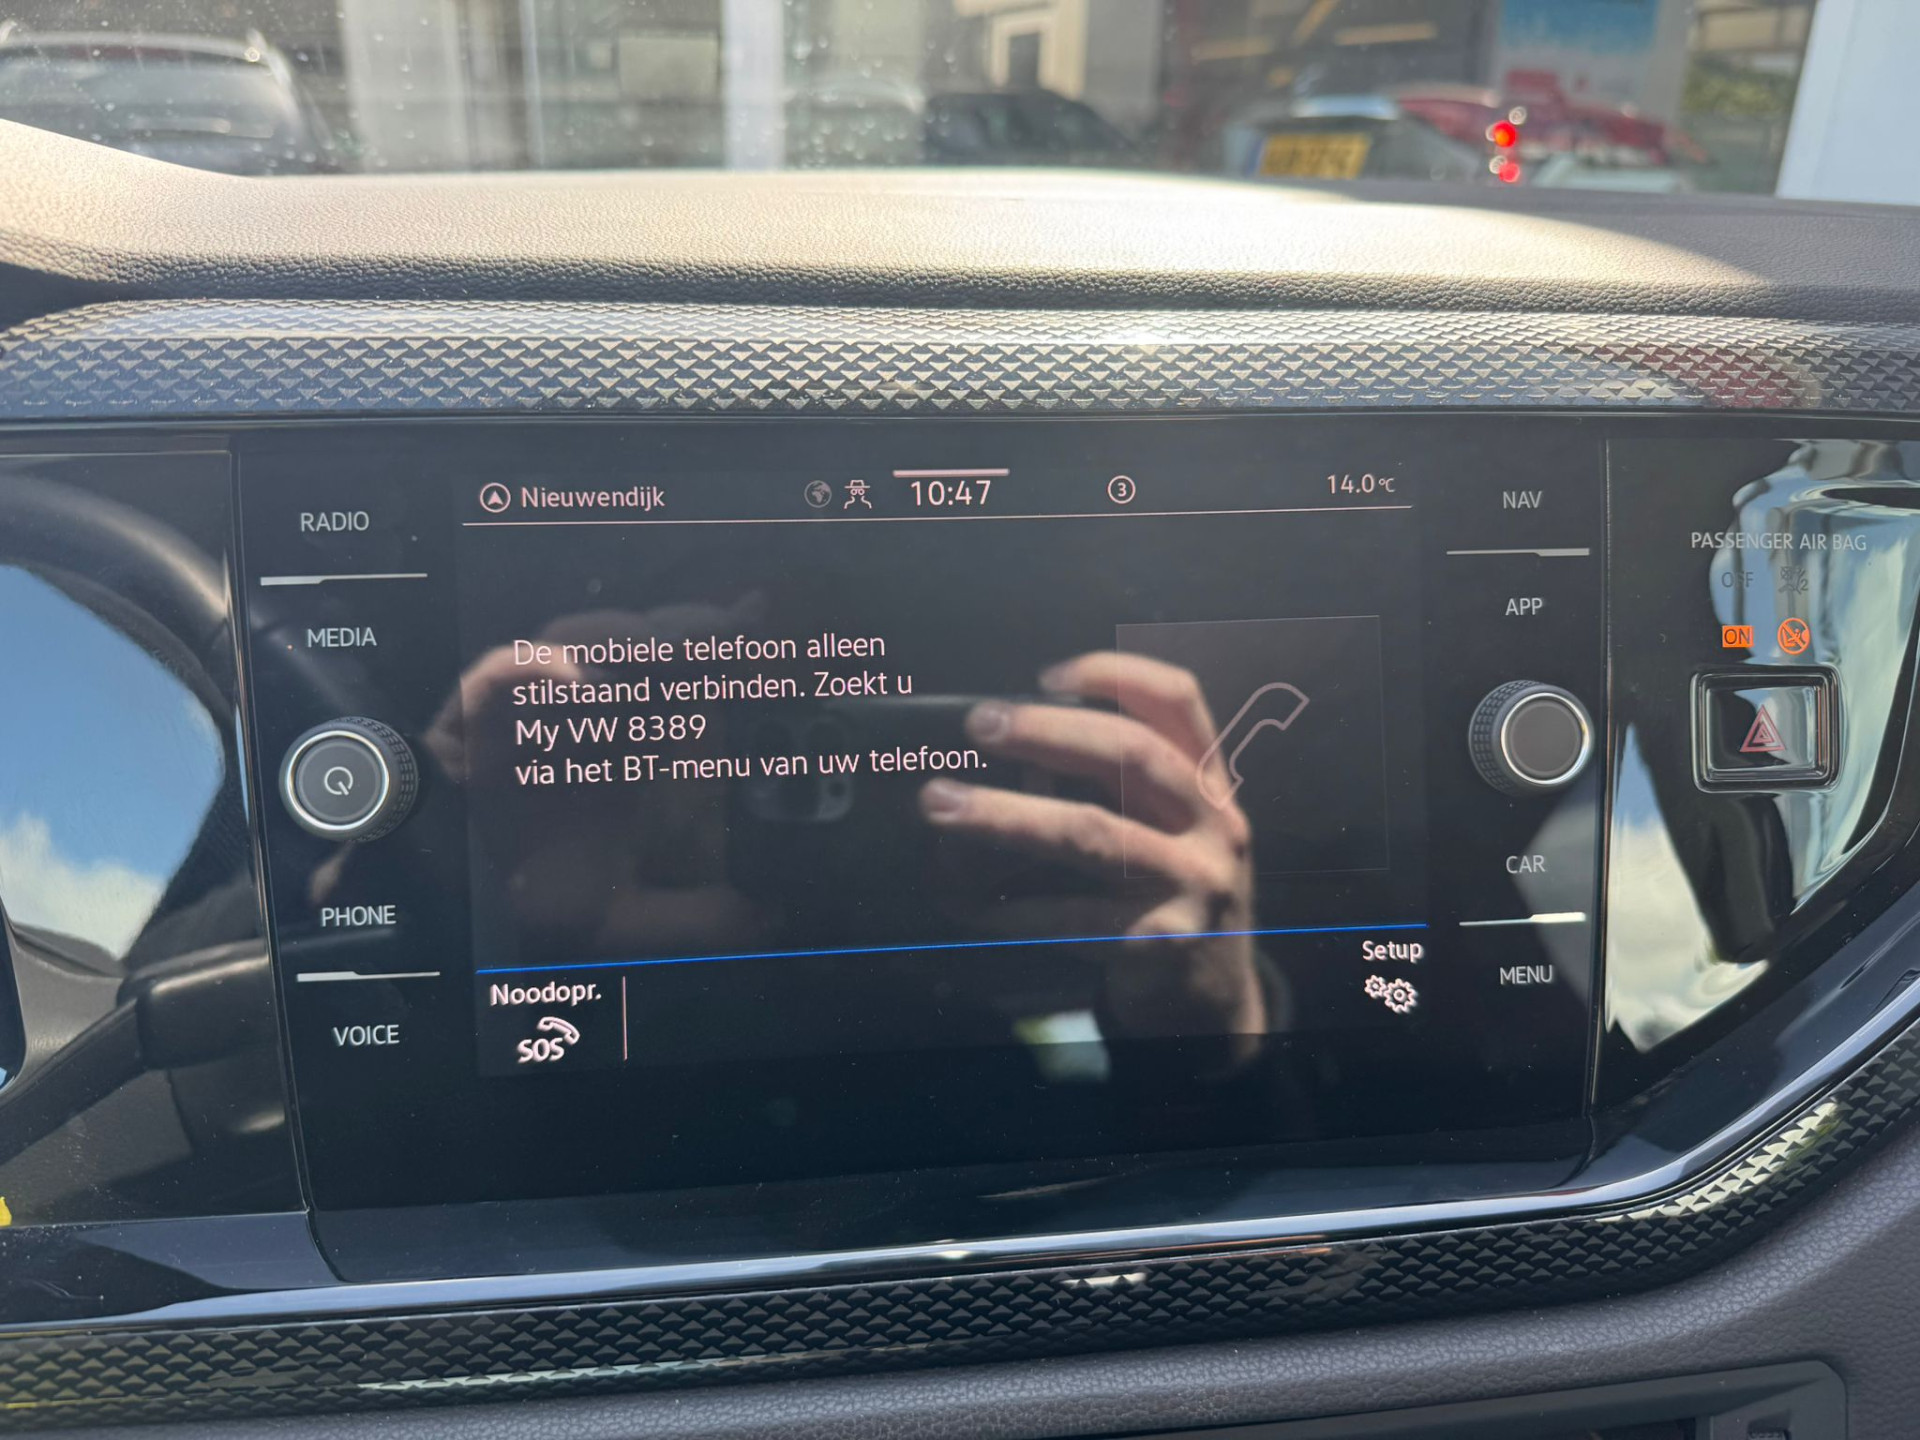 Nieuwendijk
10:47
3
14.0°C
RADIO
MEDIA
PHONE
VOICE
De mobiele telefoon alleen
stilstaand verbinden. Zoekt u
My VW 8389
via het BT-menu van uw telefoon.
Noodopr.
SOS
Setup
NAV
APP
CAR
MENU
PASSENGER AIR BAG
OFF
ON